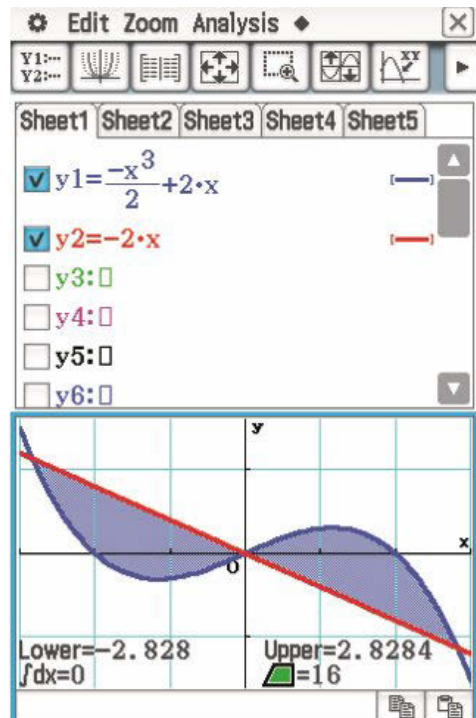 Edit Zoom Analysis ◆
Y1:⋯
Y2:⋯
XY
Sheet1 Sheet2 Sheet3 Sheet4 Sheet5
y1=-x³/2+2·x
y2=-2·x
y3:▯
y4:▯
y5:▯
y6:▯
y
x
O
Lower=-2.828 Upper=2.8284
∫dx=0 =16